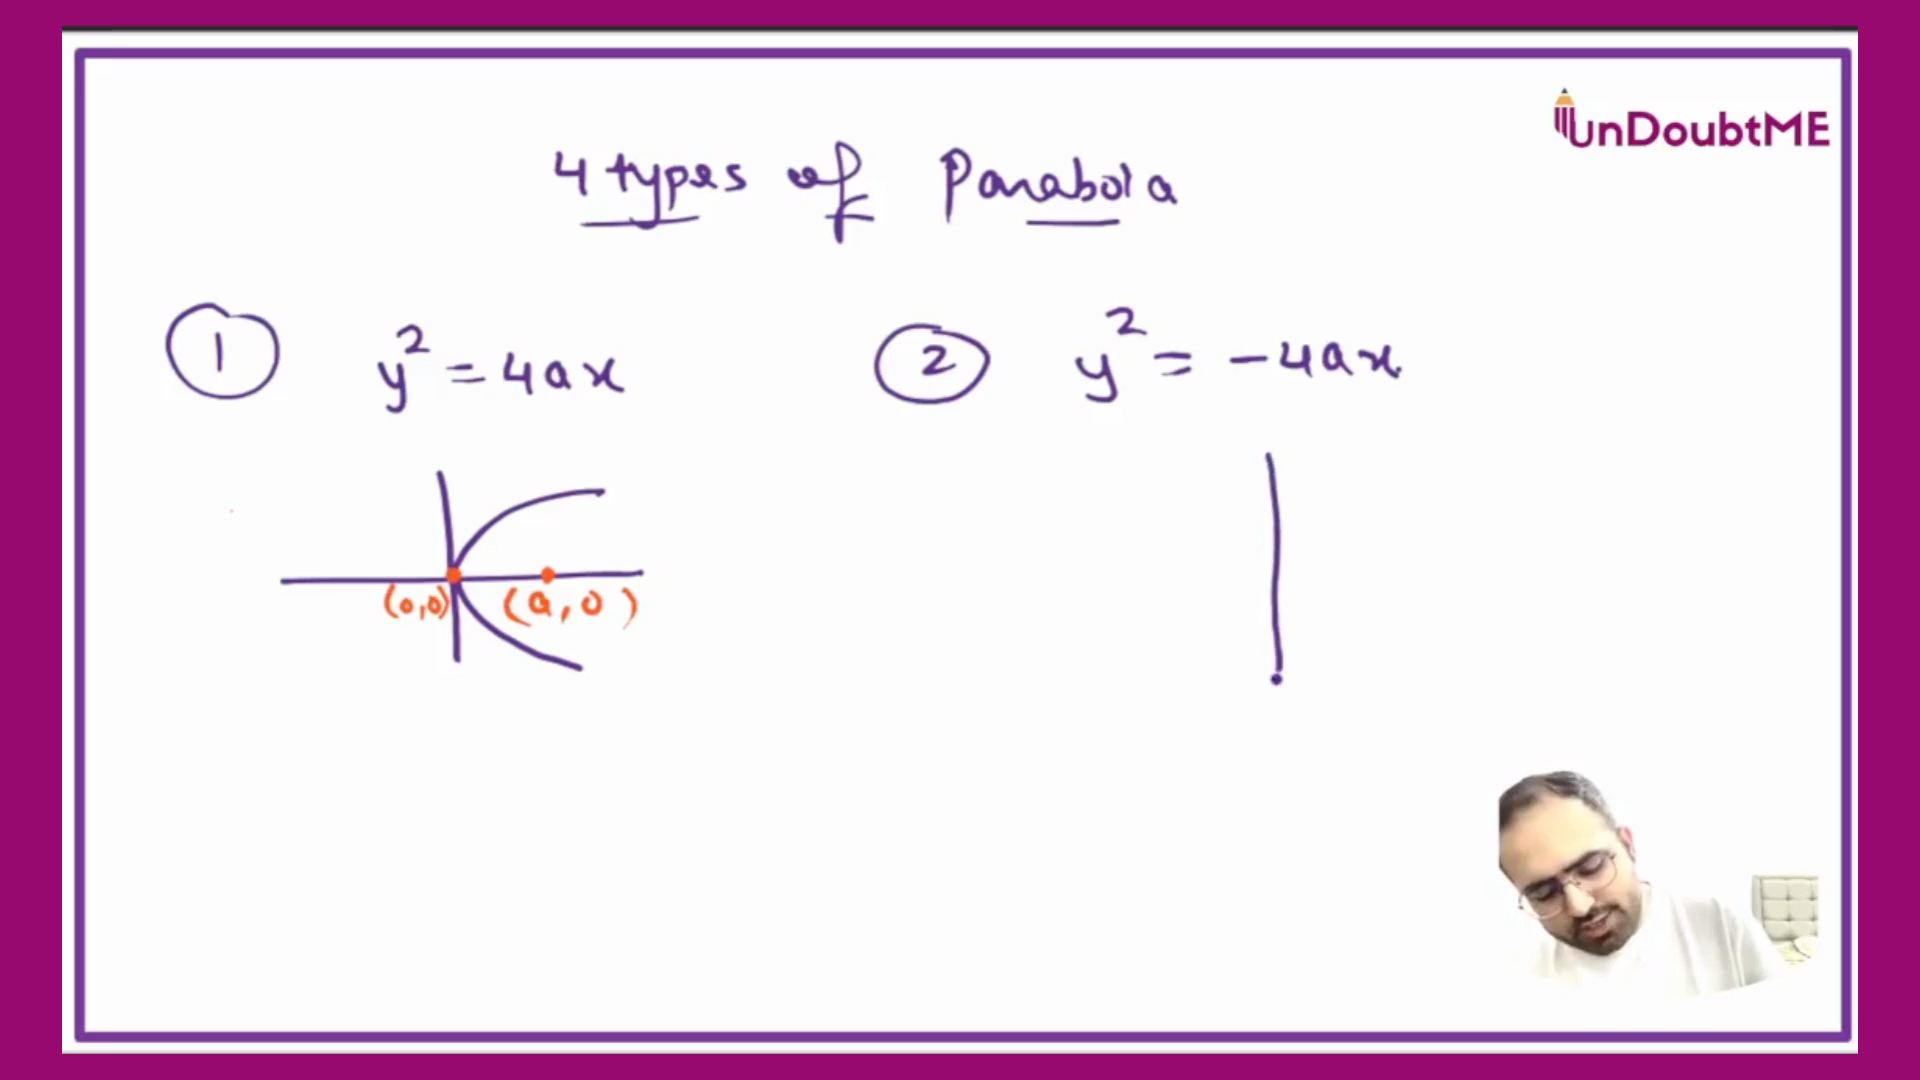 UnDoubtME
4 types of Parabola
1 y² = 4ax
2 y² = -4ax
(0,0) (a,0)